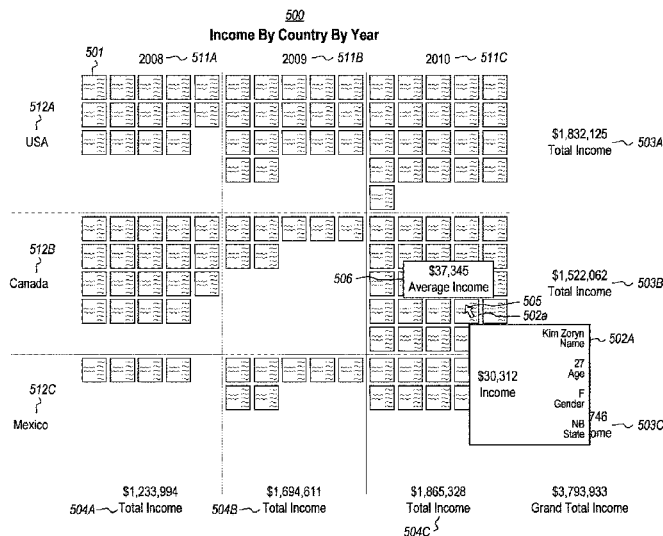 500
Income By Country By Year
501
2008 511A
2009 511B
2010 511C
512A
USA
$1,832,125
Total Income
503A
512B
Canada
506
$37,345
Average Income
$1,522,062
Total Income
503B
505
502a
Kim Zoryn
Name
502A
27
Age
$30,312
Income
F
Gender
NB
State
746
ome
503C
512C
Mexico
$1,233,994
504A Total Income
$1,694,611
504B Total Income
$1,865,328
Total Income
504C
$3,793,933
Grand Total Income